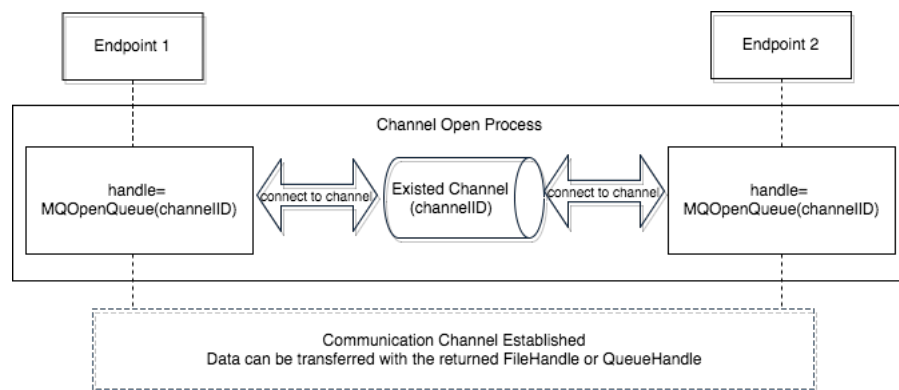 Endpoint 1
Endpoint 2
Channel Open Process
handle=
MQOpenQueue(channelID)
connect to channel
Existed Channel
(channelID)
connect to channel
handle=
MQOpenQueue(channelID)
Communication Channel Established
Data can be transferred with the returned FileHandle or QueueHandle